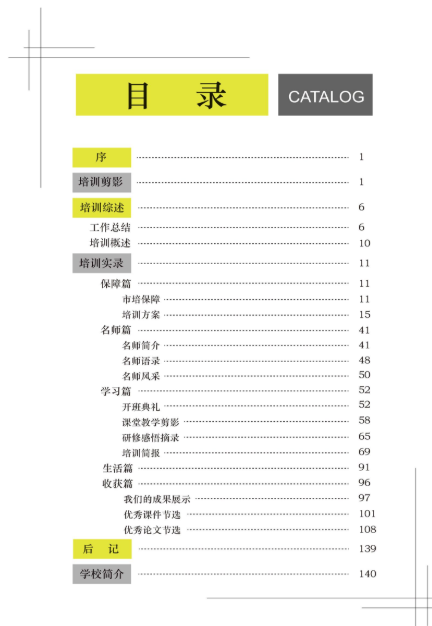 目 录 CATALOG
序 1
培训剪影 1
培训综述 6
工作总结 6
培训概述 10
培训实录 11
保障篇 11
市培保障 11
培训方案 15
名师篇 41
名师简介 41
名师语录 48
名师风采 50
学习篇 52
开班典礼 52
课堂教学剪影 58
研修感悟摘录 65
培训简报 69
生活篇 91
收获篇 96
我们的成果展示 97
优秀课件节选 101
优秀论文节选 108
后 记 139
学校简介 140